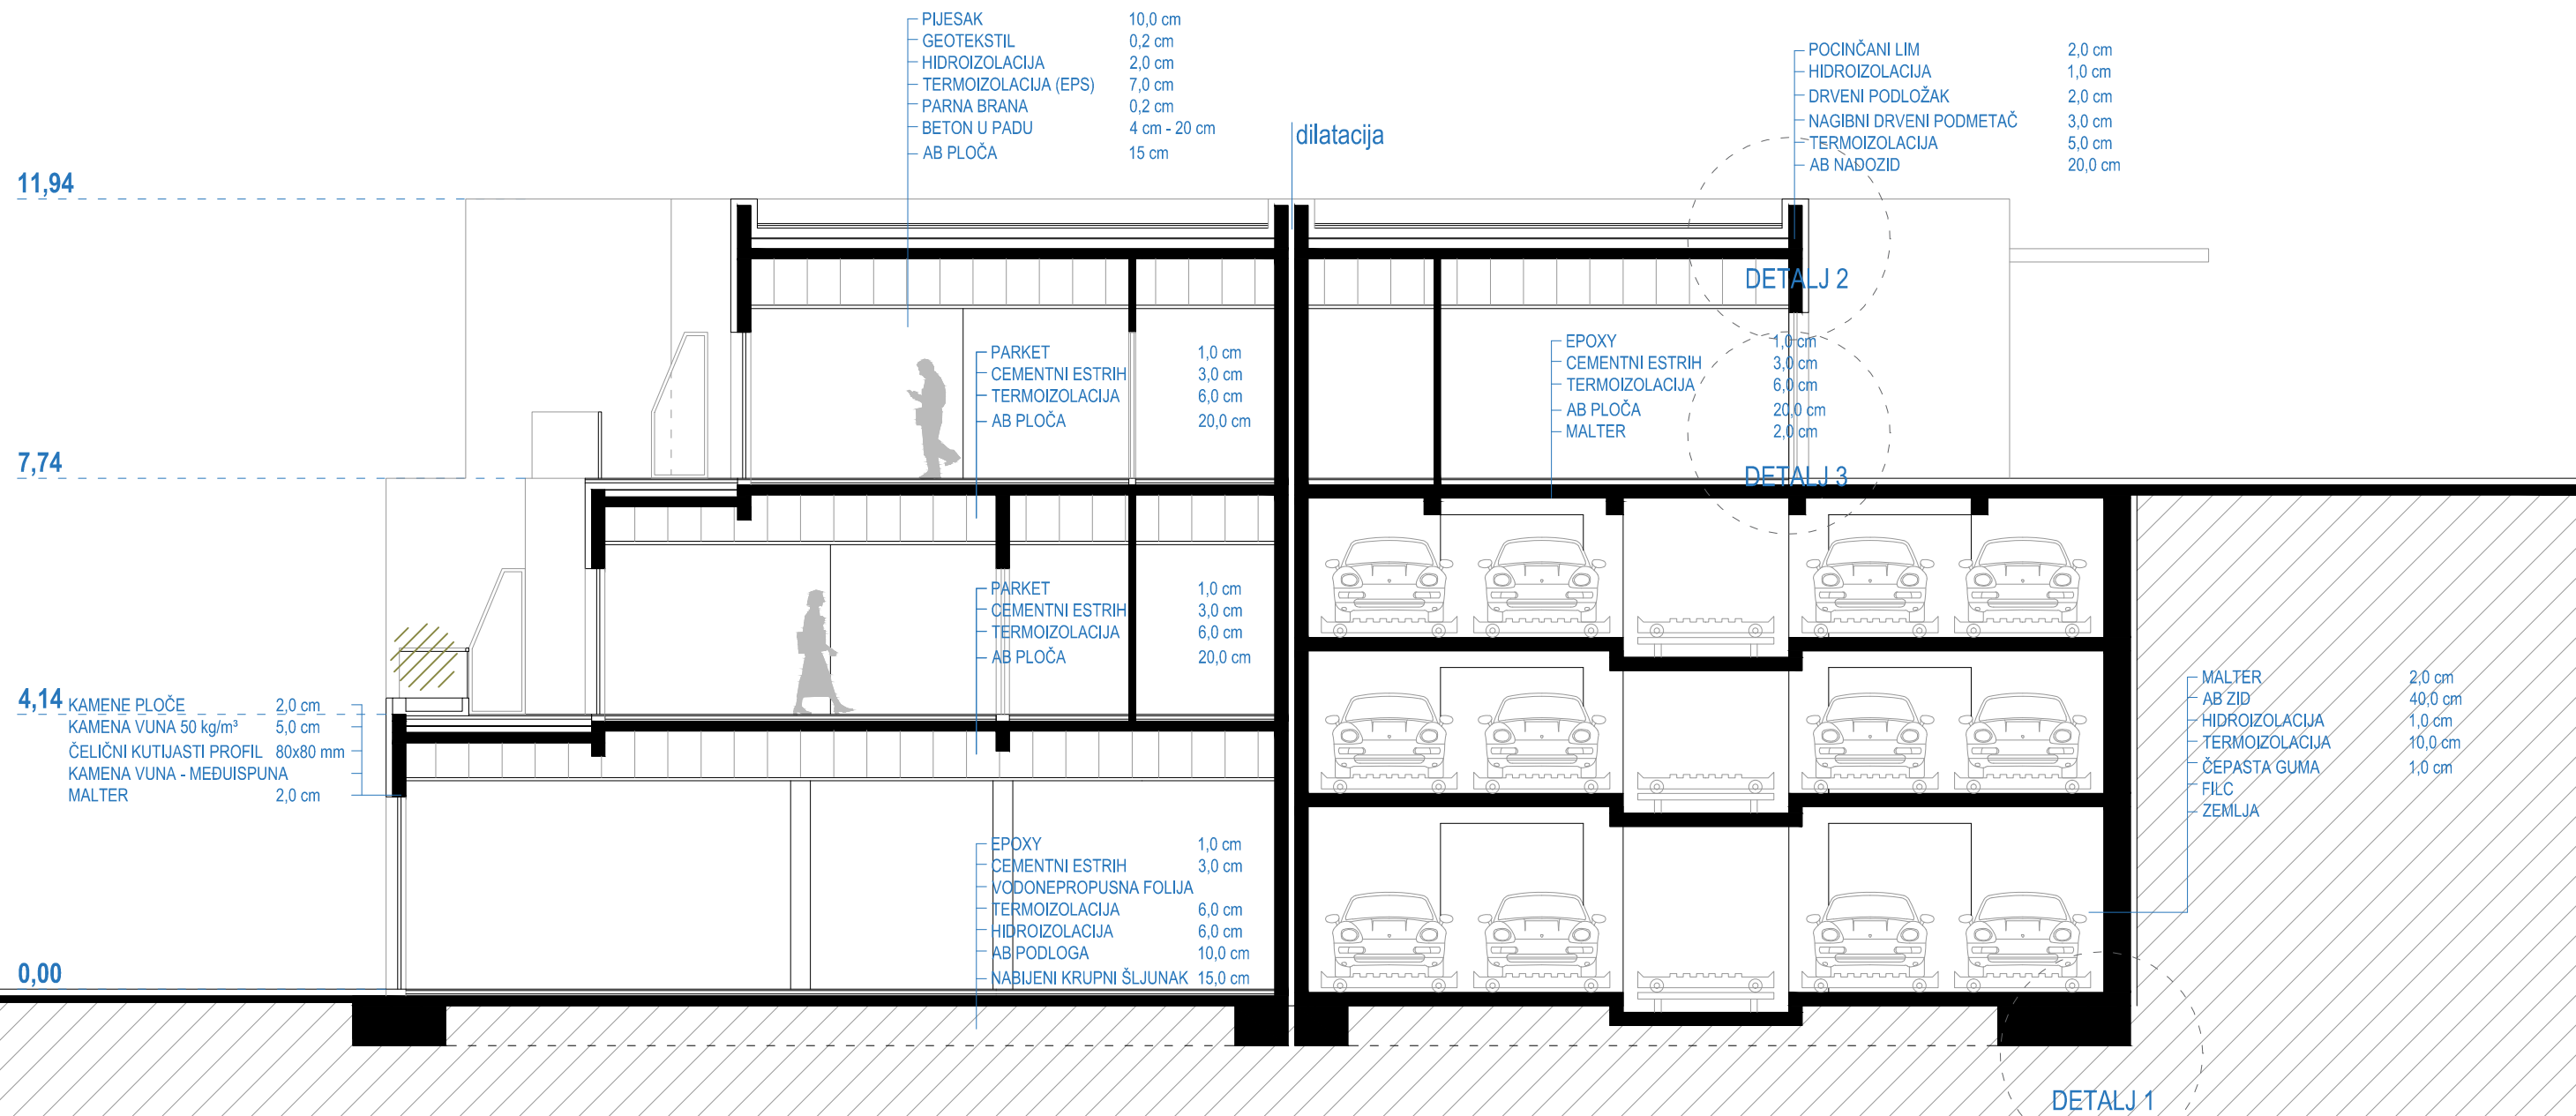 PIJESAK 10,0 cm
GEOTEKSTIL 0,2 cm
HIDROIZOLACIJA 2,0 cm
TERMOIZOLACIJA (EPS) 7,0 cm
PARNA BRANA 0,2 cm
BETON U PADU 4 cm - 20 cm
AB PLOČA 15 cm
dilatacija
POCINČANI LIM 2,0 cm
HIDROIZOLACIJA 1,0 cm
DRVENI PODLOŽAK 2,0 cm
NAGIBNI DRVENI PODMETAČ 3,0 cm
TERMOIZOLACIJA 5,0 cm
AB NADOZID 20,0 cm
11,94
DETALJ 2
PARKET 1,0 cm
CEMENTNI ESTRIH 3,0 cm
TERMOIZOLACIJA 6,0 cm
AB PLOČA 20,0 cm
EPOXY 1,0 cm
CEMENTNI ESTRIH 3,0 cm
TERMOIZOLACIJA 6,0 cm
AB PLOČA 20,0 cm
MALTER 2,0 cm
7,74
DETALJ 3
PARKET 1,0 cm
CEMENTNI ESTRIH 3,0 cm
TERMOIZOLACIJA 6,0 cm
AB PLOČA 20,0 cm
4,14
KAMENE PLOČE 2,0 cm
KAMENA VUNA 50 kg/m³ 5,0 cm
ČELIČNI KUTIJASTI PROFIL 80x80 mm
KAMENA VUNA - MEĐUISPUNA
MALTER 2,0 cm
MALTER 2,0 cm
AB ZID 40,0 cm
HIDROIZOLACIJA 1,0 cm
TERMOIZOLACIJA 10,0 cm
ČEPASTA GUMA 1,0 cm
FILC
ZEMLJA
EPOXY 1,0 cm
CEMENTNI ESTRIH 3,0 cm
VODONEPROPUSNA FOLIJA
TERMOIZOLACIJA 6,0 cm
HIDROIZOLACIJA 6,0 cm
AB PODLOGA 10,0 cm
NABIJENI KRUPNI ŠLJUNAK 15,0 cm
0,00
DETALJ 1